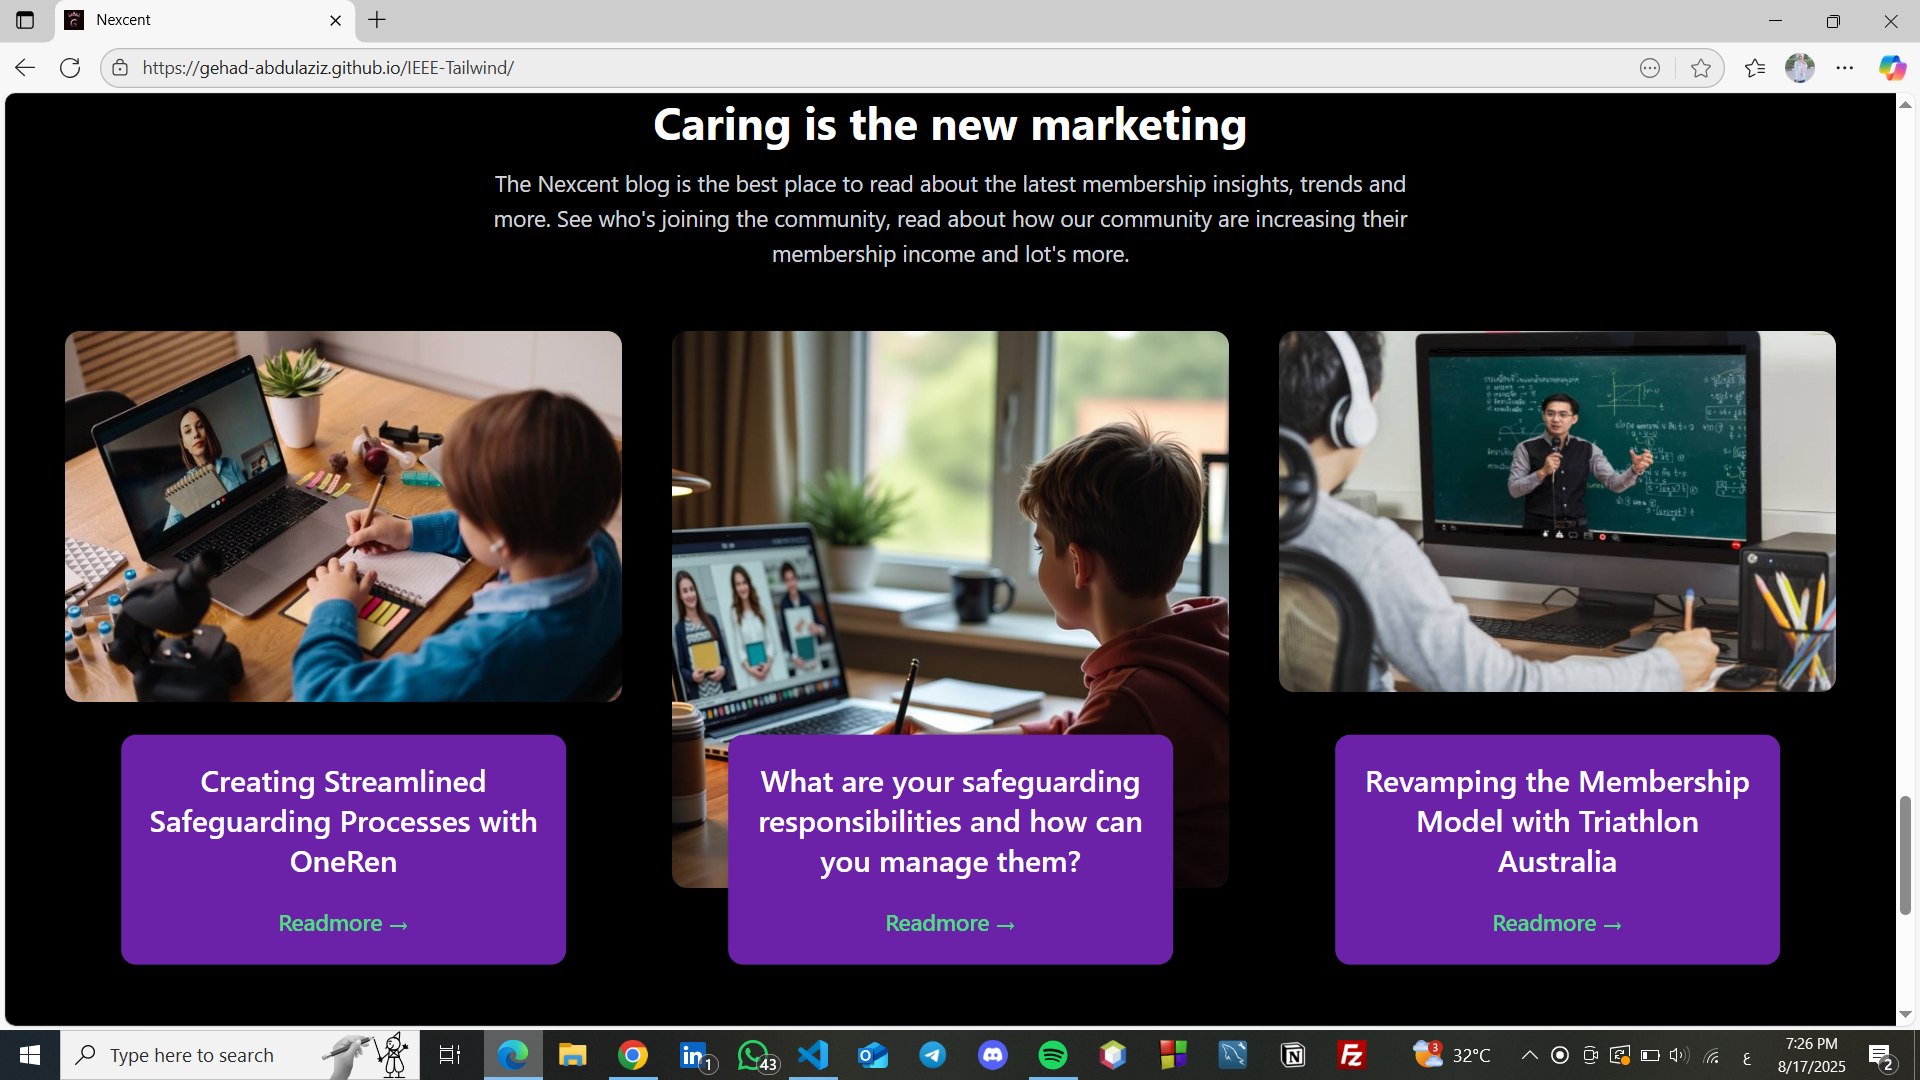 Nexcent
https://gehad-abdulaziz.github.io/IEEE-Tailwind/
Caring is the new marketing
The Nexcent blog is the best place to read about the latest membership insights, trends and
more. See who's joining the community, read about how our community are increasing their
membership income and lot's more.
Creating Streamlined
Safeguarding Processes with
OneRen
Readmore →
What are your safeguarding
responsibilities and how can
you manage them?
Readmore →
Revamping the Membership
Model with Triathlon
Australia
Readmore →
Type here to search
1
43
3
32°C
ع
7:26 PM
8/17/2025
2